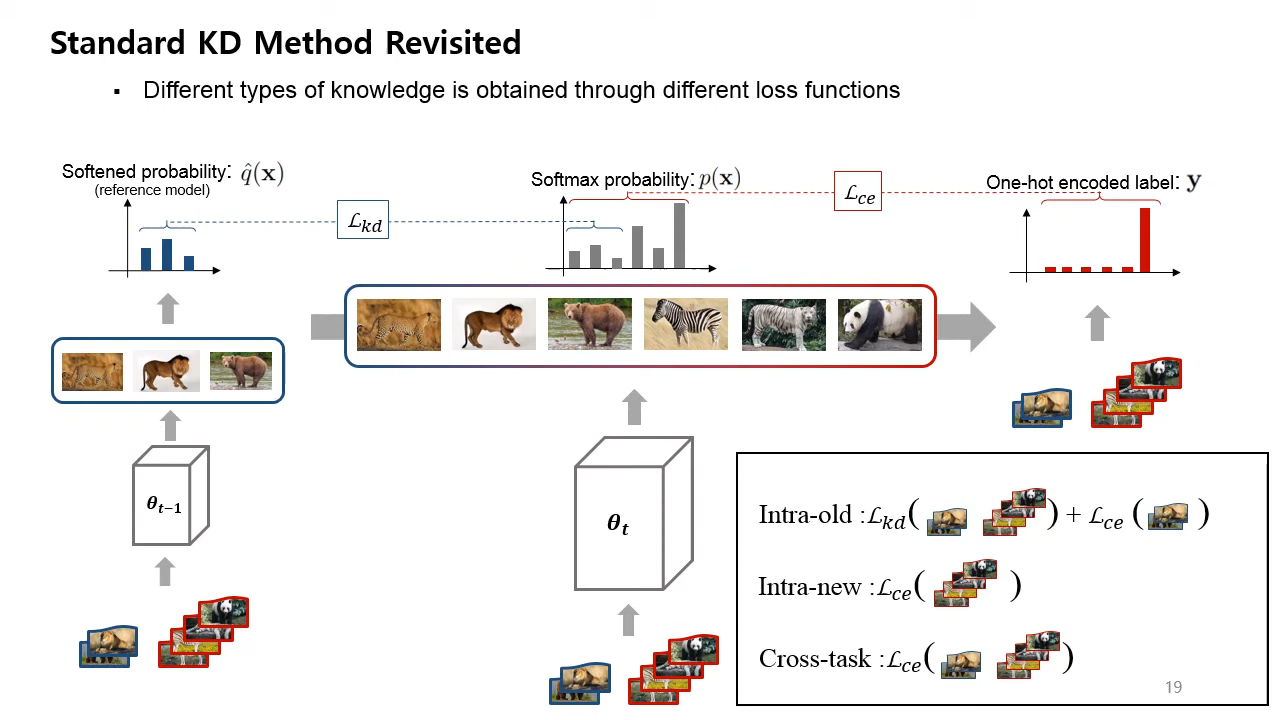 Standard KD Method Revisited
▪ Different types of knowledge is obtained through different loss functions
Softened probability: q̂(x)
(reference model)
ℒkd
Softmax probability: p(x)
ℒce
One-hot encoded label: y
θt−1
θt
Intra-old :ℒkd( ) + ℒce ( )
Intra-new :ℒce( )
Cross-task :ℒce( )
19